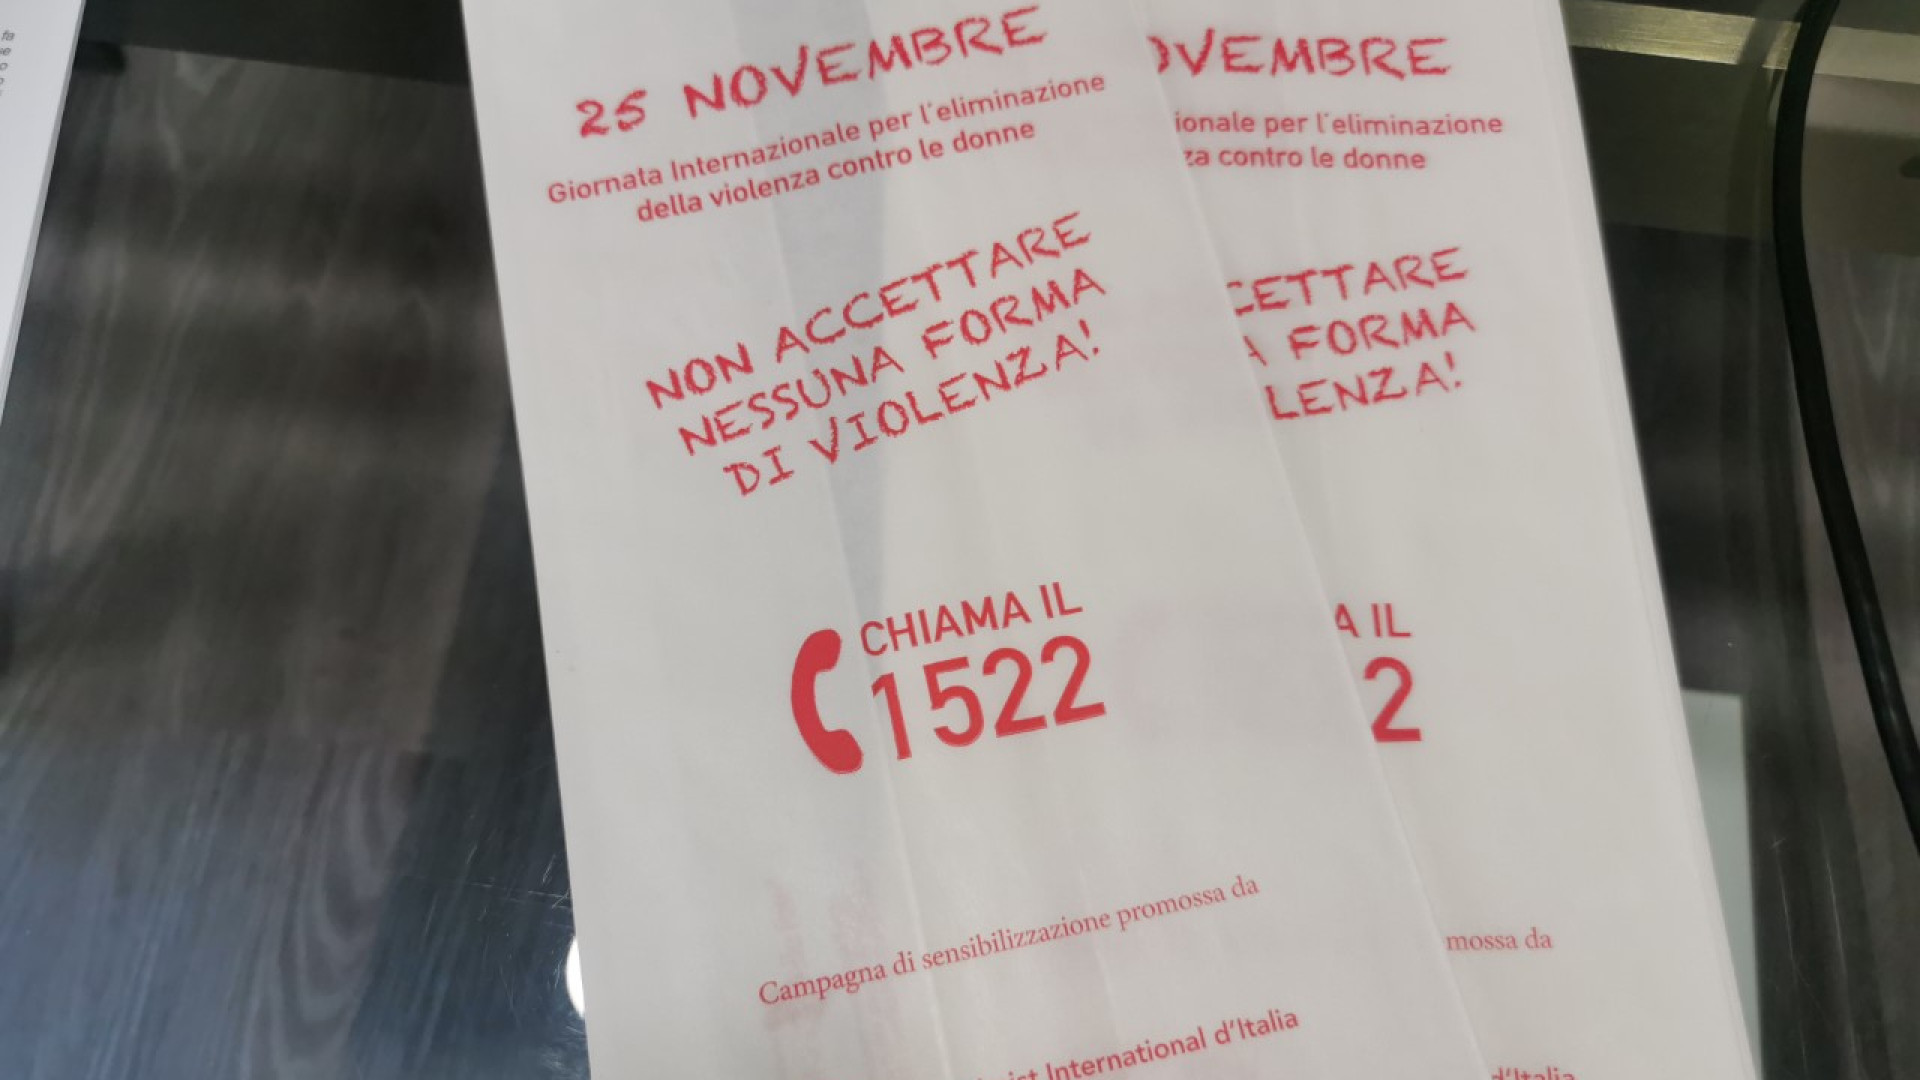 25 NOVEMBRE
Giornata Internazionale per l'eliminazione
della violenza contro le donne
NON ACCETTARE
NESSUNA FORMA
DI VIOLENZA!
CHIAMA IL
1522
Campagna di sensibilizzazione promossa da
International d'Italia
OVEMBRE
ionale per l'eliminazione
za contro le donne
CETTARE
A FORMA
LENZA!
A IL
2
mossa da
d'Italia